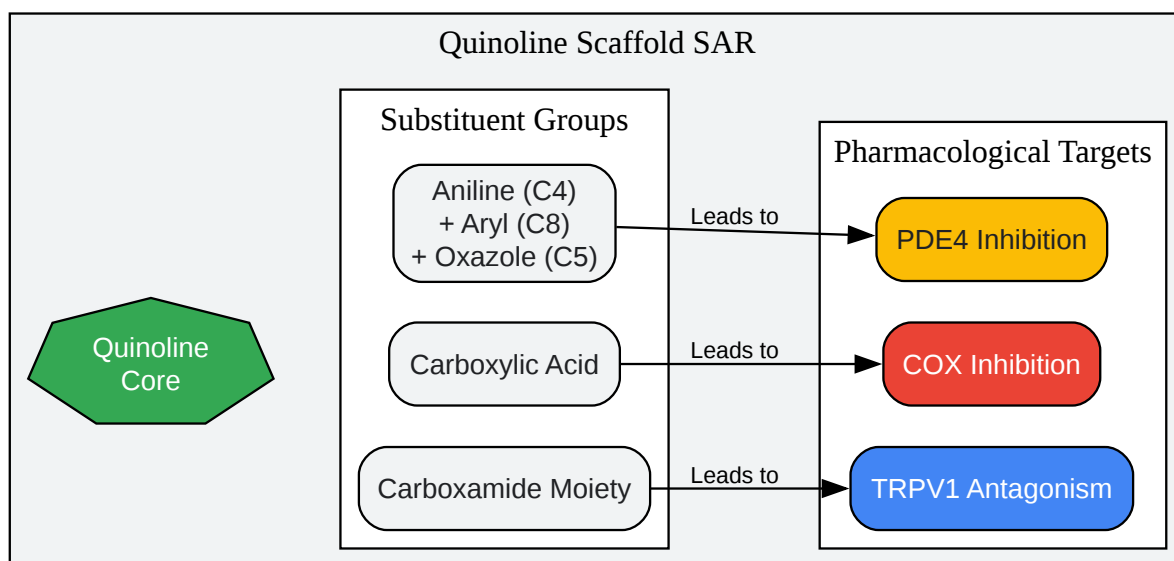 Quinoline Scaffold SAR
Substituent Groups
Pharmacological Targets
Aniline (C4)
+ Aryl (C8)
+ Oxazole (C5)
Leads to
PDE4 Inhibition
Quinoline
Core
Carboxylic Acid
Leads to
COX Inhibition
Carboxamide Moiety
Leads to
TRPV1 Antagonism